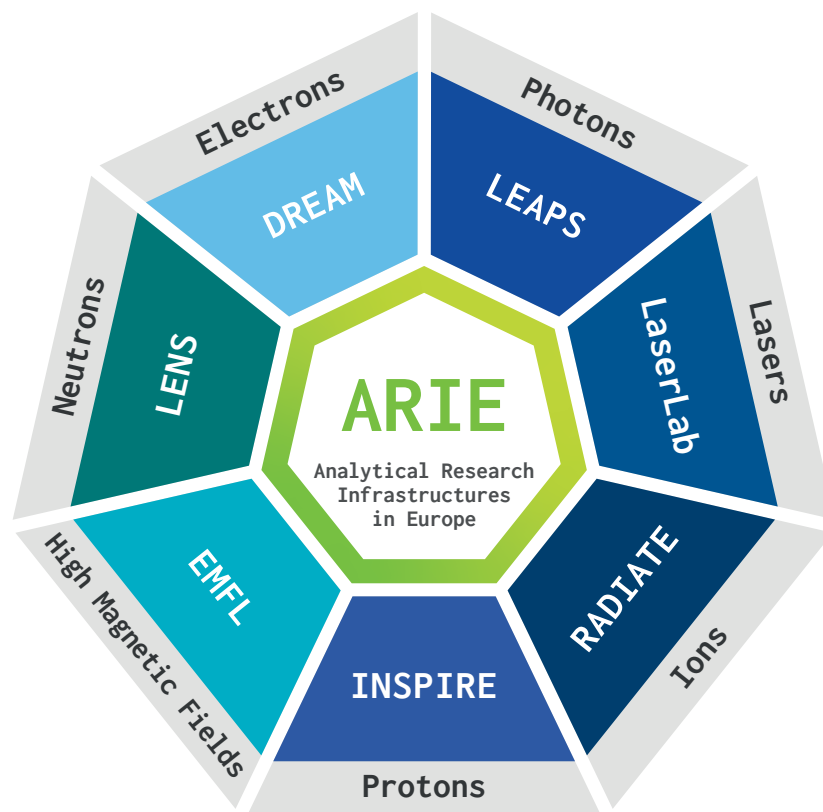 Electrons
DREAM
Photons
LEAPS
Lasers
LaserLab
Ions
RADIATE
Protons
INSPIRE
High Magnetic Fields
EMFL
Neutrons
LENS
ARIE
Analytical Research
Infrastructures
in Europe